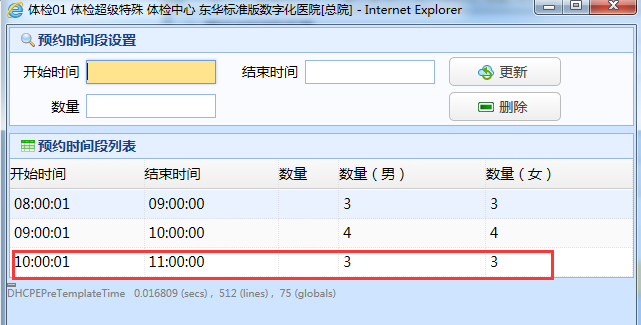 体检01 体检超级特殊 体检中心 东华标准版数字化医院[总院] - Internet Explorer
预约时间段设置
开始时间 结束时间 更新
数量 删除
预约时间段列表
开始时间 结束时间 数量 数量（男） 数量（女）
08:00:01 09:00:00 3 3
09:00:01 10:00:00 4 4
10:00:01 11:00:00 3 3
DHCPEPreTemplateTime 0.016809 (secs) , 512 (lines) , 75 (globals)